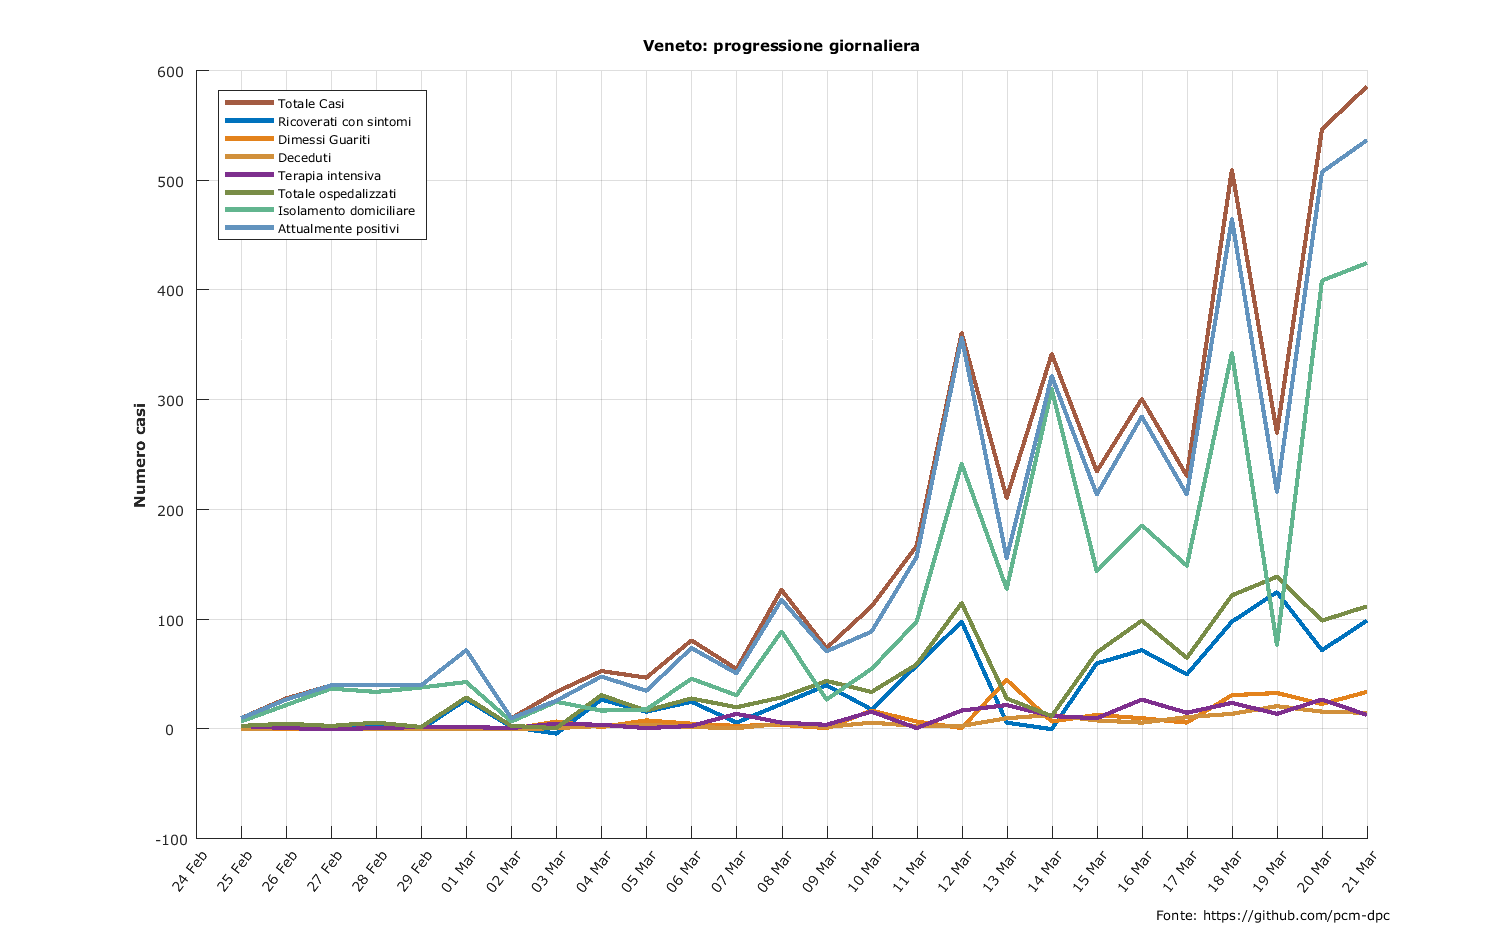 Veneto: progressione giornaliera
600
500
400
300
200
100
0
-100
Numero casi
Totale Casi
Ricoverati con sintomi
Dimessi Guariti
Deceduti
Terapia intensiva
Totale ospedalizzati
Isolamento domiciliare
Attualmente positivi
24 Feb
25 Feb
26 Feb
27 Feb
28 Feb
29 Feb
01 Mar
02 Mar
03 Mar
04 Mar
05 Mar
06 Mar
07 Mar
08 Mar
09 Mar
10 Mar
11 Mar
12 Mar
13 Mar
14 Mar
15 Mar
16 Mar
17 Mar
18 Mar
19 Mar
20 Mar
21 Mar
Fonte: https://github.com/pcm-dpc